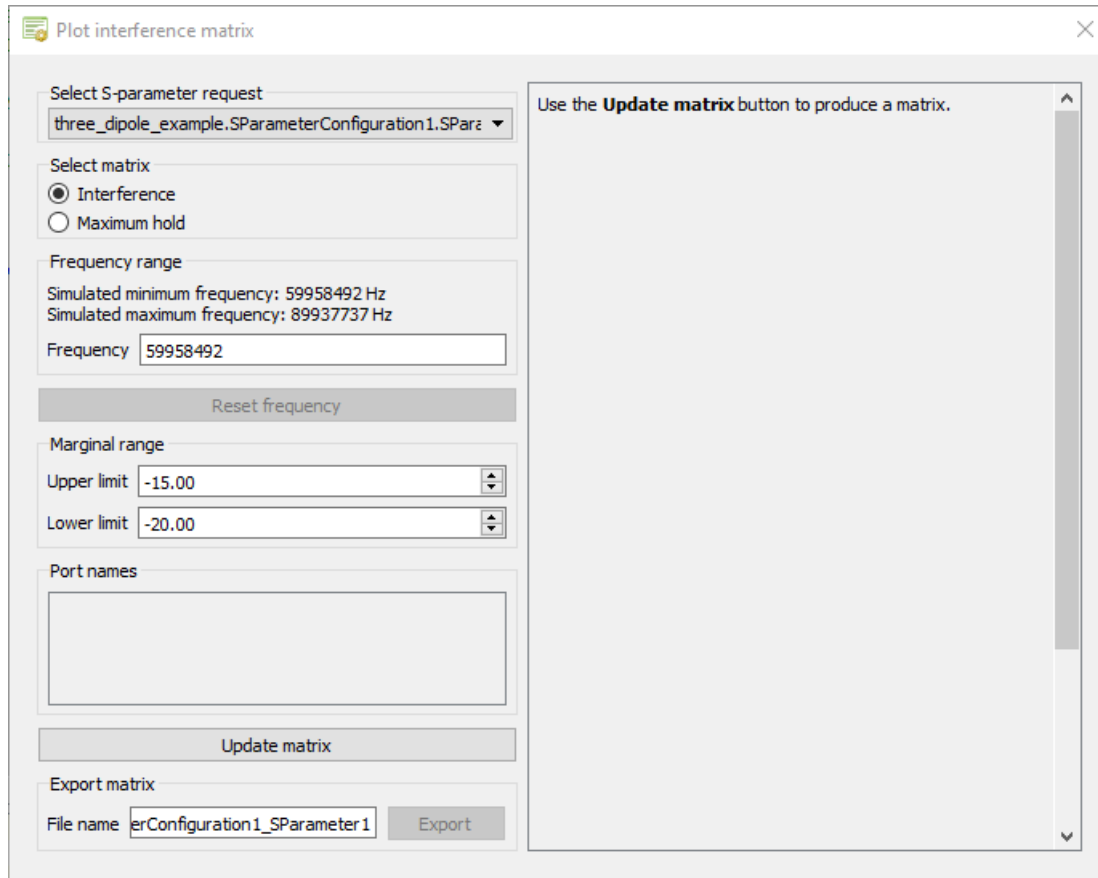 Plot interference matrix
Select S-parameter request
three_dipole_example.SParameterConfiguration1.SPara
Select matrix
Interference
Maximum hold
Frequency range
Simulated minimum frequency: 59958492 Hz
Simulated maximum frequency: 89937737 Hz
Frequency 59958492
Reset frequency
Marginal range
Upper limit -15.00
Lower limit -20.00
Port names
Update matrix
Export matrix
File name erConfiguration1_SParameter1 Export
Use the Update matrix button to produce a matrix.